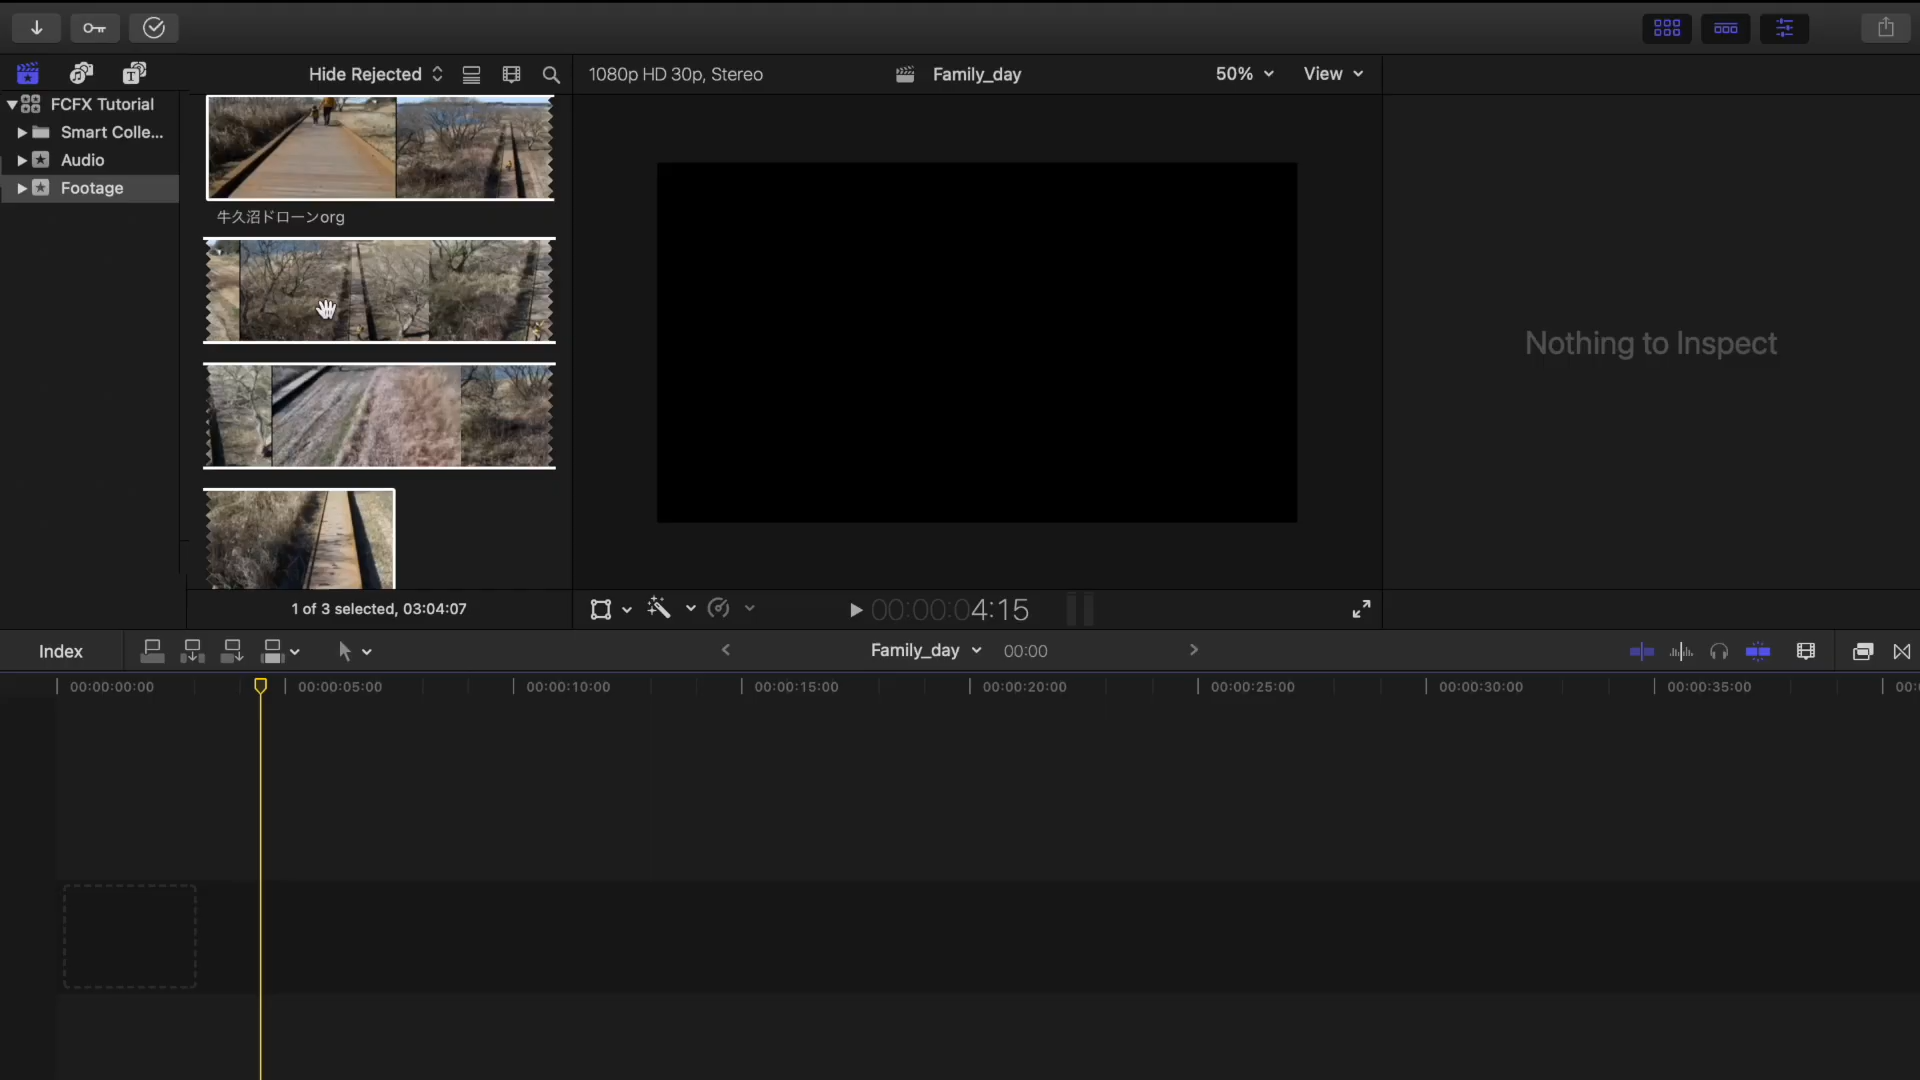 Hide Rejected
1080p HD 30p, Stereo
Family_day
50%
View
FCFX Tutorial
Smart Colle...
Audio
Footage
牛久沼ドローンorg
Nothing to Inspect
1 of 3 selected, 03:04:07
00:00:04:15
Index
Family_day
00:00
00:00:00:00
00:00:05:00
00:00:10:00
00:00:15:00
00:00:20:00
00:00:25:00
00:00:30:00
00:00:35:00
00: